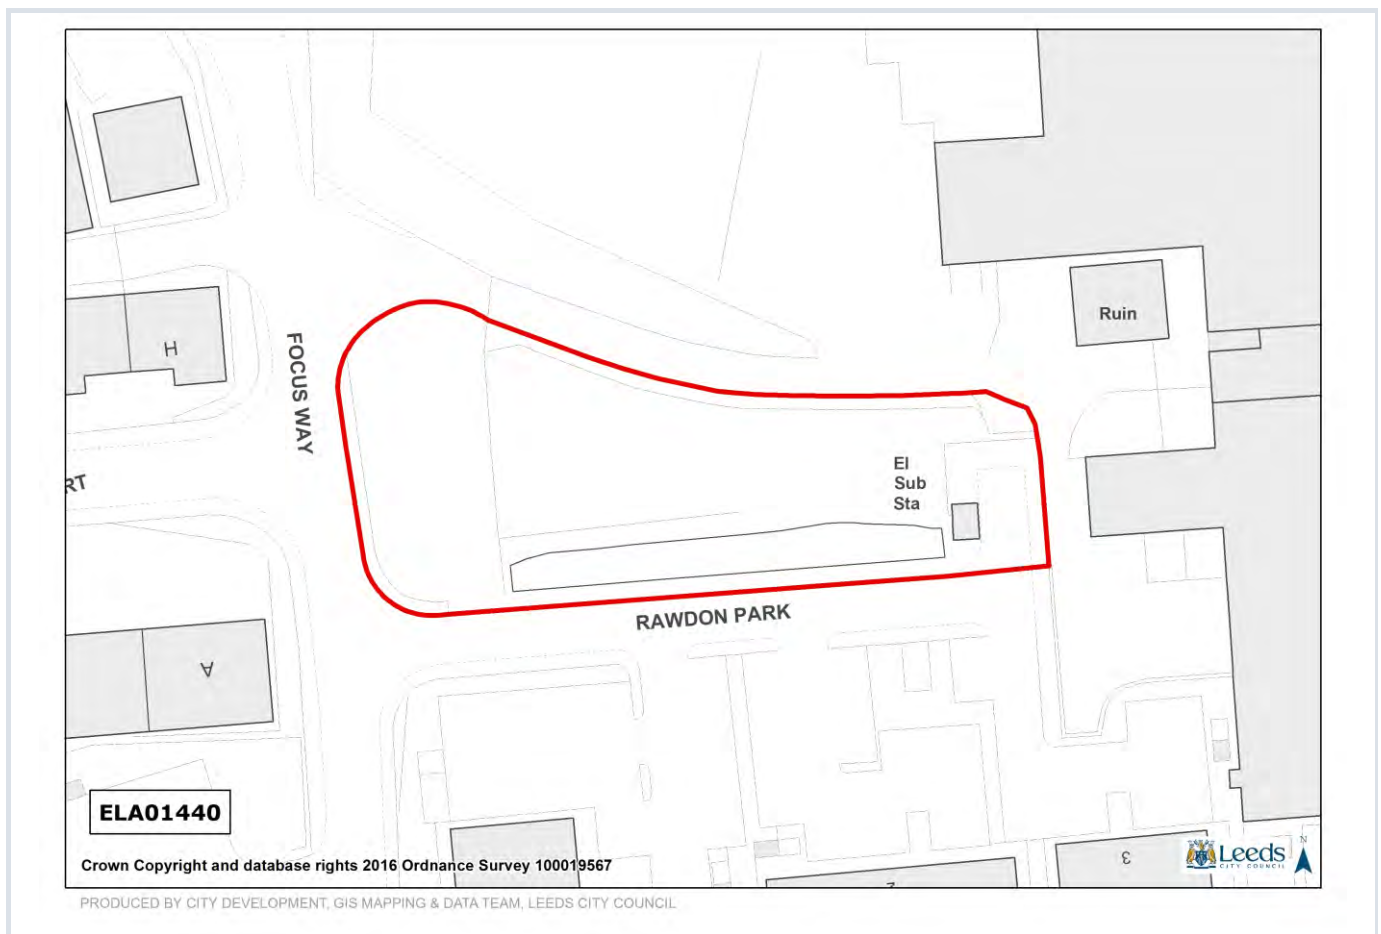 Ruin
H
FOCUS WAY
El
Sub
Sta
RT
RAWDON PARK
A
ELA01440
Crown Copyright and database rights 2016 Ordnance Survey 100019567
3
Leeds
CITY COUNCIL
N
PRODUCED BY CITY DEVELOPMENT, GIS MAPPING & DATA TEAM, LEEDS CITY COUNCIL